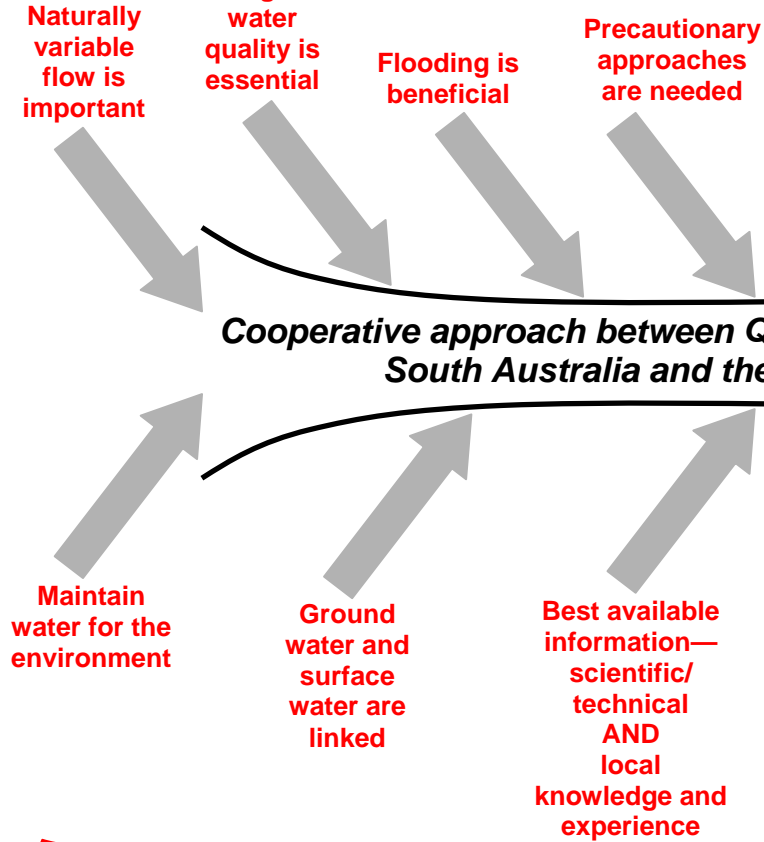 Naturally
variable
flow is
important
water
quality is
essential
Flooding is
beneficial
Precautionary
approaches
are needed
Cooperative approach between Q
South Australia and the
Maintain
water for the
environment
Ground
water and
surface
water are
linked
Best available
information—
scientific/
technical
AND
local
knowledge and
experience